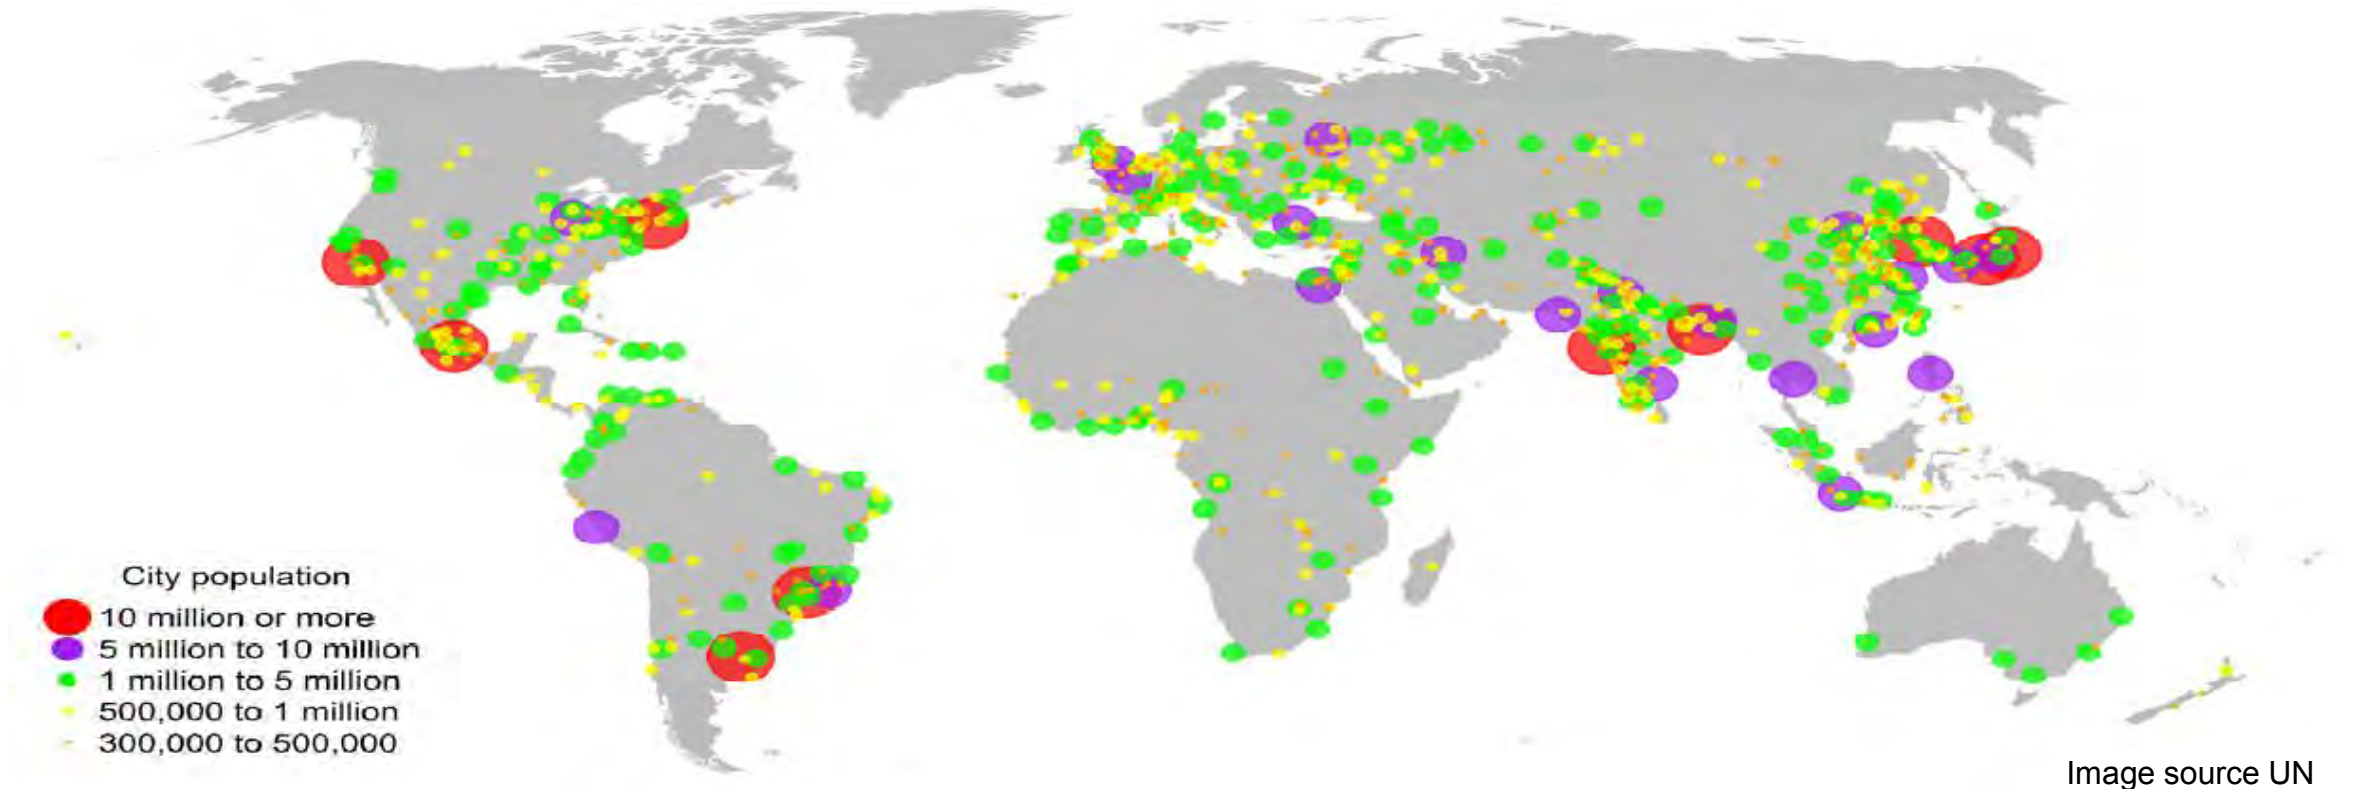 City population
10 million or more
5 million to 10 million
1 million to 5 million
500,000 to 1 million
300,000 to 500,000
Image source UN